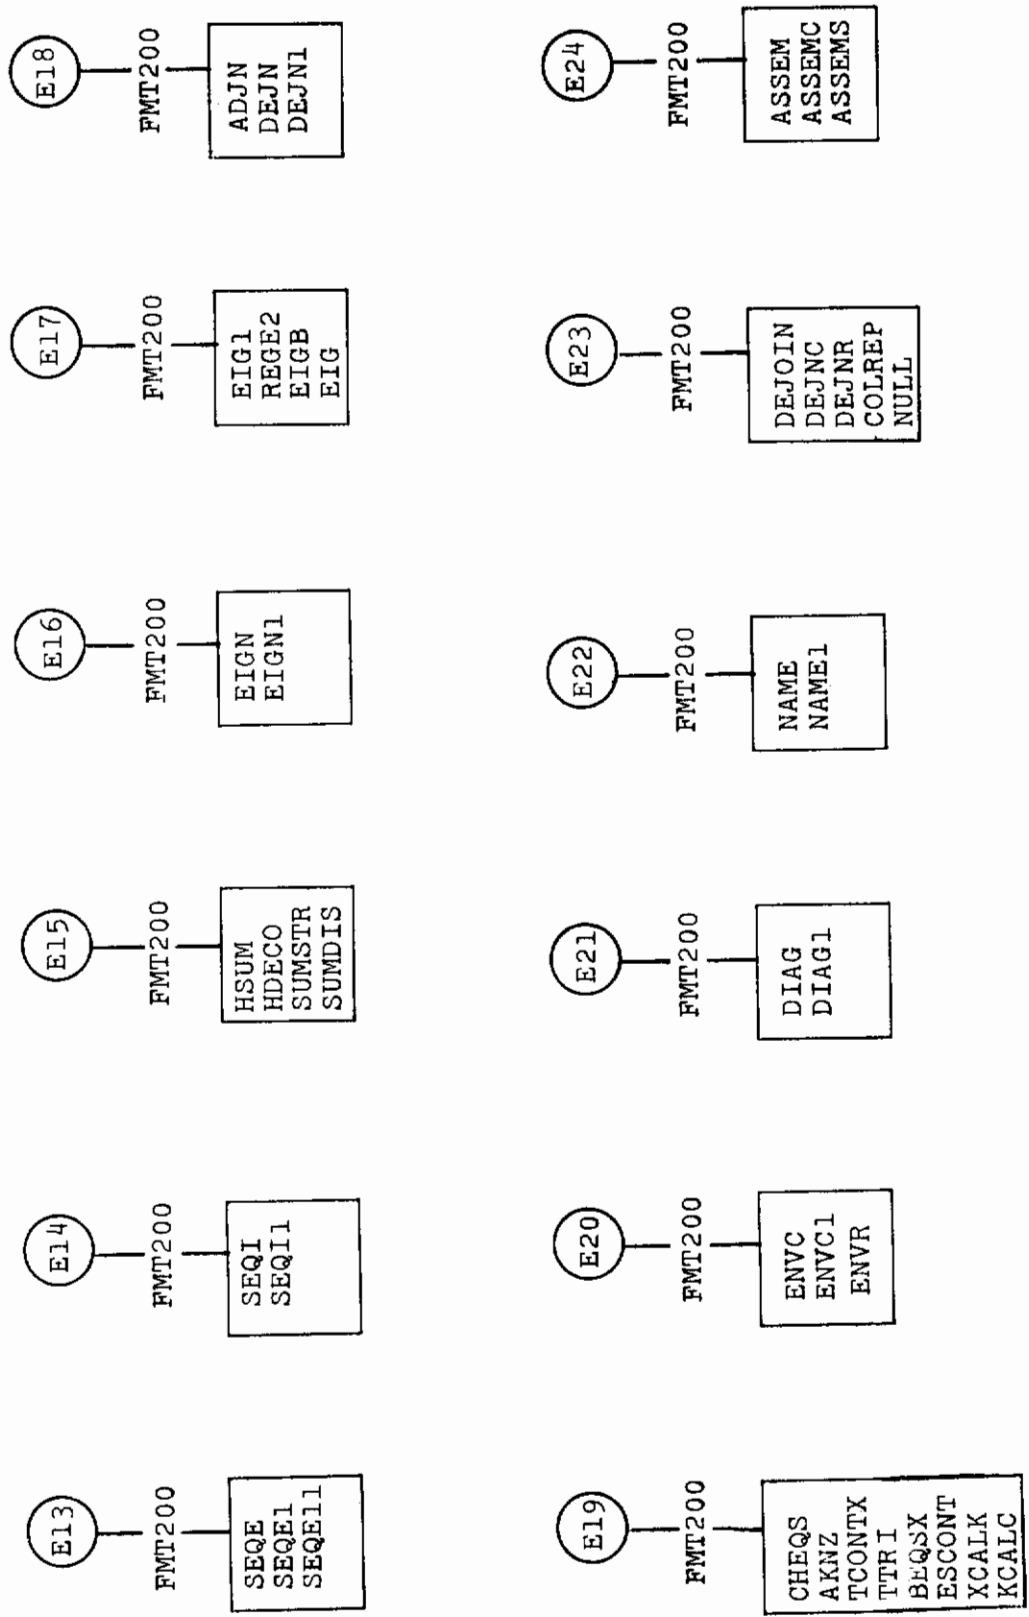 E13
FMT200
SEQE
SEQE1
SEQE11
E14
FMT200
SEQI
SEQI1
E15
FMT200
HSUM
HDECO
SUMSTR
SUMDIS
E16
FMT200
EIGN
EIGN1
E17
FMT200
EIG1
REGE2
EIGB
EIG
E18
FMT200
ADJN
DEJN
DEJN1
E19
FMT200
CHEQS
AKNZ
TCONTX
TTRI
BEQSX
ESCONT
XCALK
KCALC
E20
FMT200
ENVC
ENVC1
ENVR
E21
FMT200
DIAG
DIAG1
E22
FMT200
NAME
NAME1
E23
FMT200
DEJOIN
DEJNC
DEJNR
COLREP
NULL
E24
FMT200
ASSEM
ASSEMC
ASSEMS